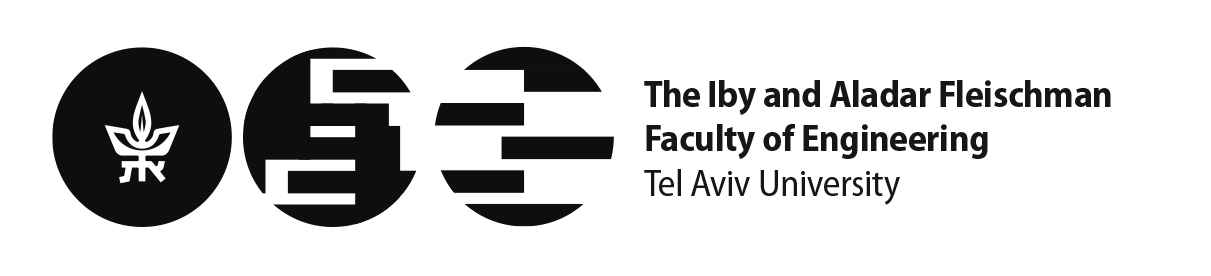 The Iby and Aladar Fleischman
Faculty of Engineering
Tel Aviv University